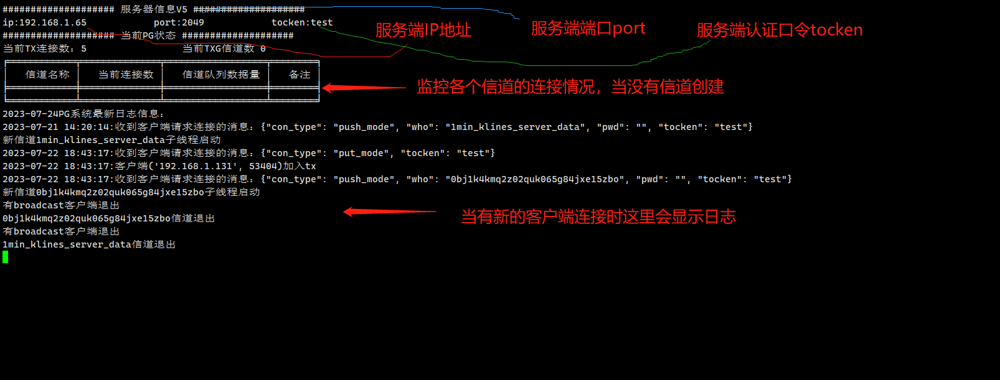 #################### 服务器信息V5 ####################
ip:192.168.1.65 port:2049 tocken:test
服务端IP地址 服务端端口port 服务端认证口令tocken
#################### 当前PG状态 ####################
当前TX连接数：5 当前TXG信道数 0
信道名称 当前连接数 信道队列数据量 备注
监控各个信道的连接情况，当没有信道创建
2023-07-24PG系统最新日志信息：
2023-07-21 14:20:14:收到客户端请求连接的消息：{"con_type": "push_mode", "who": "1min_klines_server_data", "pwd": "", "tocken": "test"}
新信道1min_klines_server_data子线程启动
2023-07-22 18:43:17:收到客户端请求连接的消息：{"con_type": "put_mode", "tocken": "test"}
2023-07-22 18:43:17:客户端('192.168.1.131', 53404)加入tx
2023-07-22 18:43:17:收到客户端请求连接的消息：{"con_type": "push_mode", "who": "0bj1k4kmq2z02quk065g84jxe15zbo", "pwd": "", "tocken": "test"}
新信道0bj1k4kmq2z02quk065g84jxe15zbo子线程启动
有broadcast客户端退出
0bj1k4kmq2z02quk065g84jxe15zbo信道退出
当有新的客户端连接时这里会显示日志
有broadcast客户端退出
1min_klines_server_data信道退出